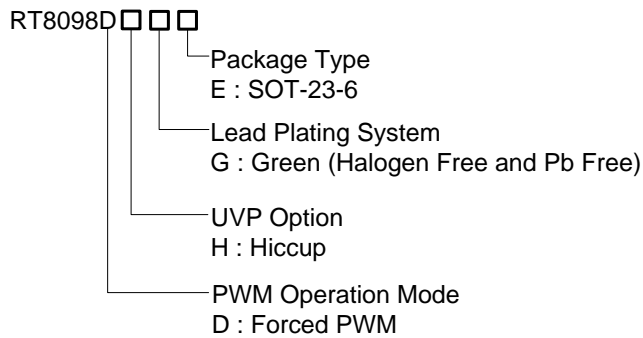 RT8098D
Package Type
E : SOT-23-6
Lead Plating System
G : Green (Halogen Free and Pb Free)
UVP Option
H : Hiccup
PWM Operation Mode
D : Forced PWM